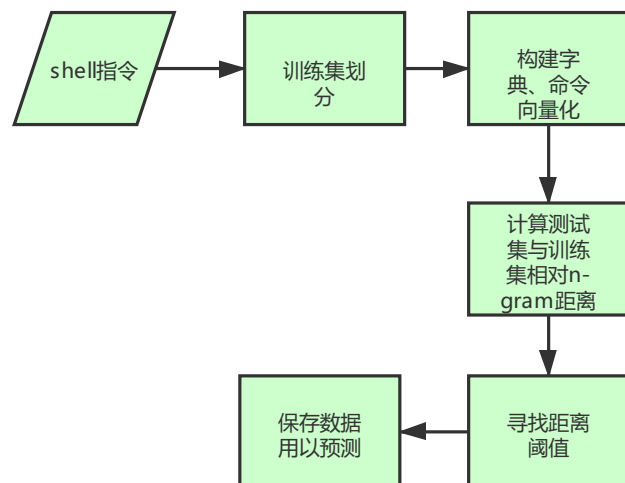 shell指令
训练集划
分
构建字
典、命令
向量化
计算测试
集与训练
集相对n-
gram距离
寻找距离
阈值
保存数据
用以预测